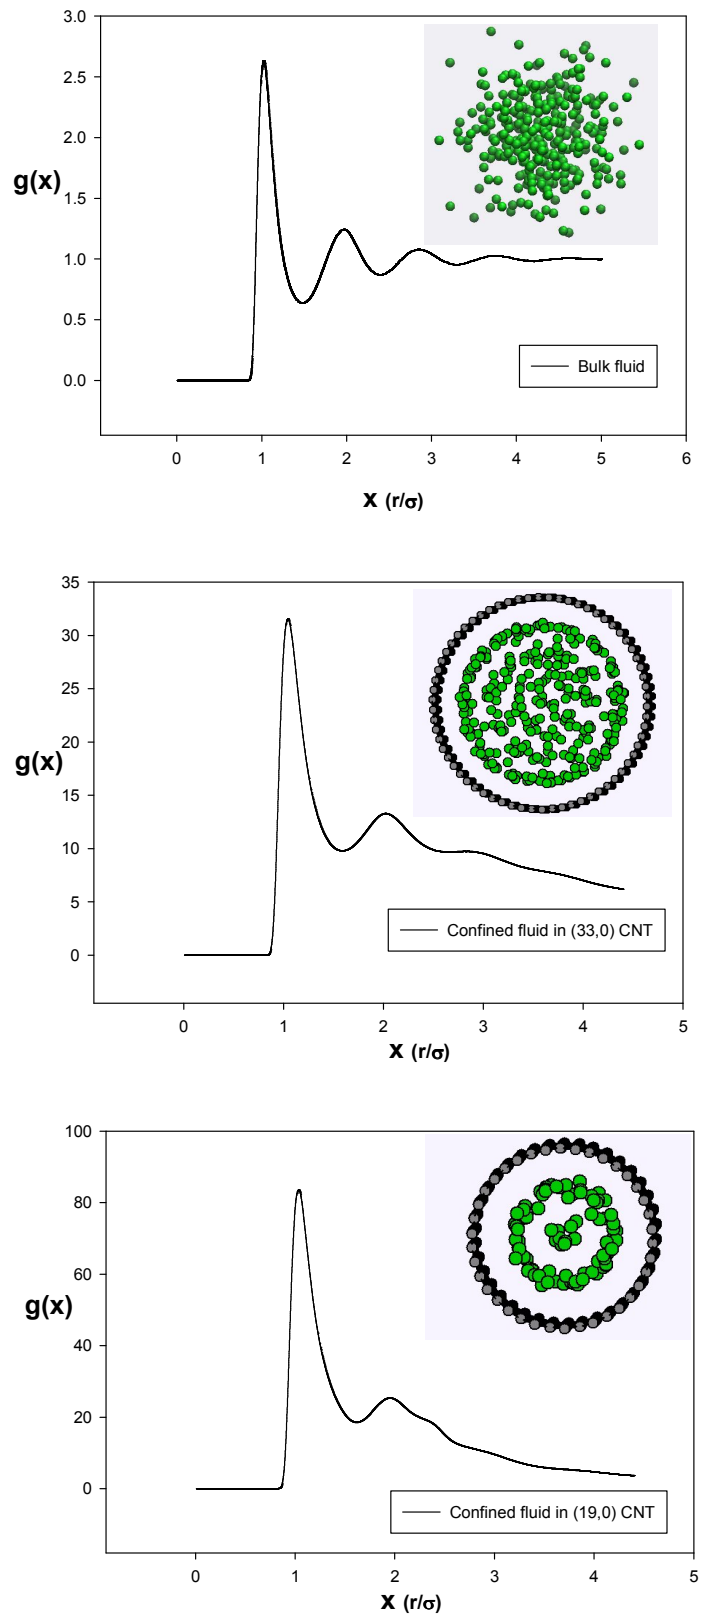 3.0
2.5
2.0
g(x)
1.5
1.0
0.5
Bulk fluid
0.0
0 1 2 3 4 5 6
x (r/σ)
35
30
25
20
g(x)
15
10
5
Confined fluid in (33,0) CNT
0
0 1 2 3 4 5
x (r/σ)
100
80
60
g(x)
40
20
0
Confined fluid in (19,0) CNT
0 1 2 3 4 5
x (r/σ)